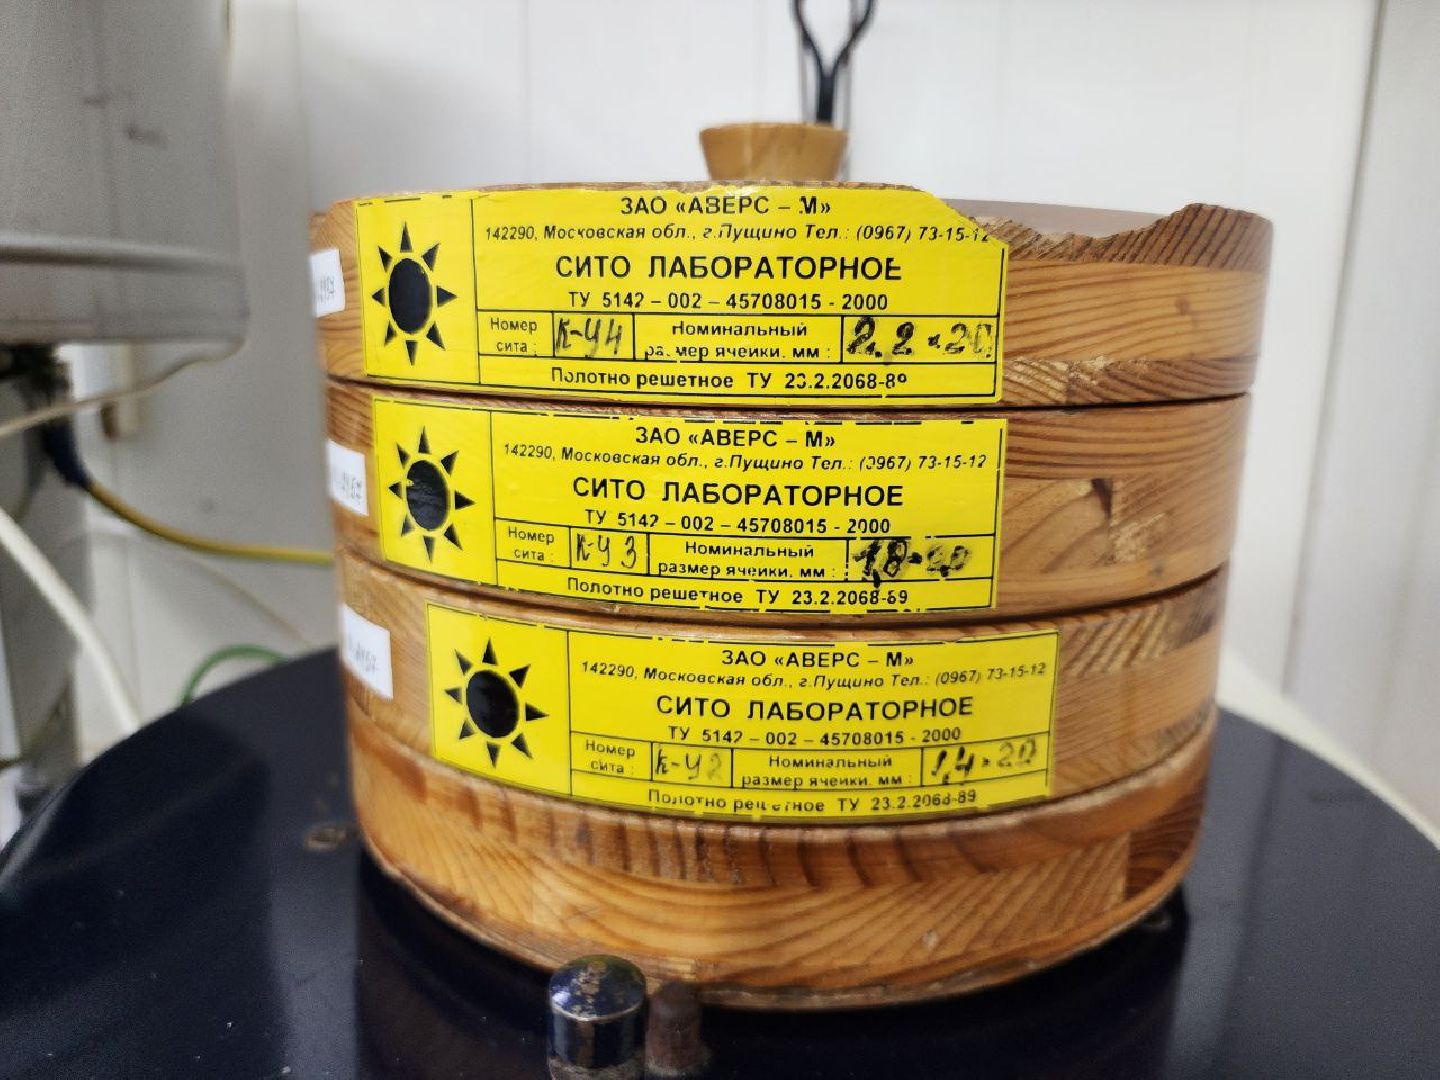 ЗАО «АВЕРС – М»
142290, Московская обл., г.Пущино Тел.: (0967) 73-15-12
СИТО ЛАБОРАТОРНОЕ
ТУ 5142 – 002 – 45708015 - 2000
Номер сита : К-У4 Номинальный размер ячейки. мм : 2.2 × 20
Полотно решетное ТУ 23.2.2068-89
ЗАО «АВЕРС – М»
142290, Московская обл., г.Пущино Тел.: (0967) 73-15-12
СИТО ЛАБОРАТОРНОЕ
ТУ 5142 – 002 – 45708015 - 2000
Номер сита : К-У3 Номинальный размер ячейки. мм : 1,8 × 20
Полотно решетное ТУ 23.2.2068-89
ЗАО «АВЕРС – М»
142290, Московская обл., г.Пущино Тел.: (0967) 73-15-12
СИТО ЛАБОРАТОРНОЕ
ТУ 5142 – 002 – 45708015 - 2000
Номер сита : К-У2 Номинальный размер ячейки. мм : 1,4 × 20
Полотно решетное ТУ 23.2.2068-89